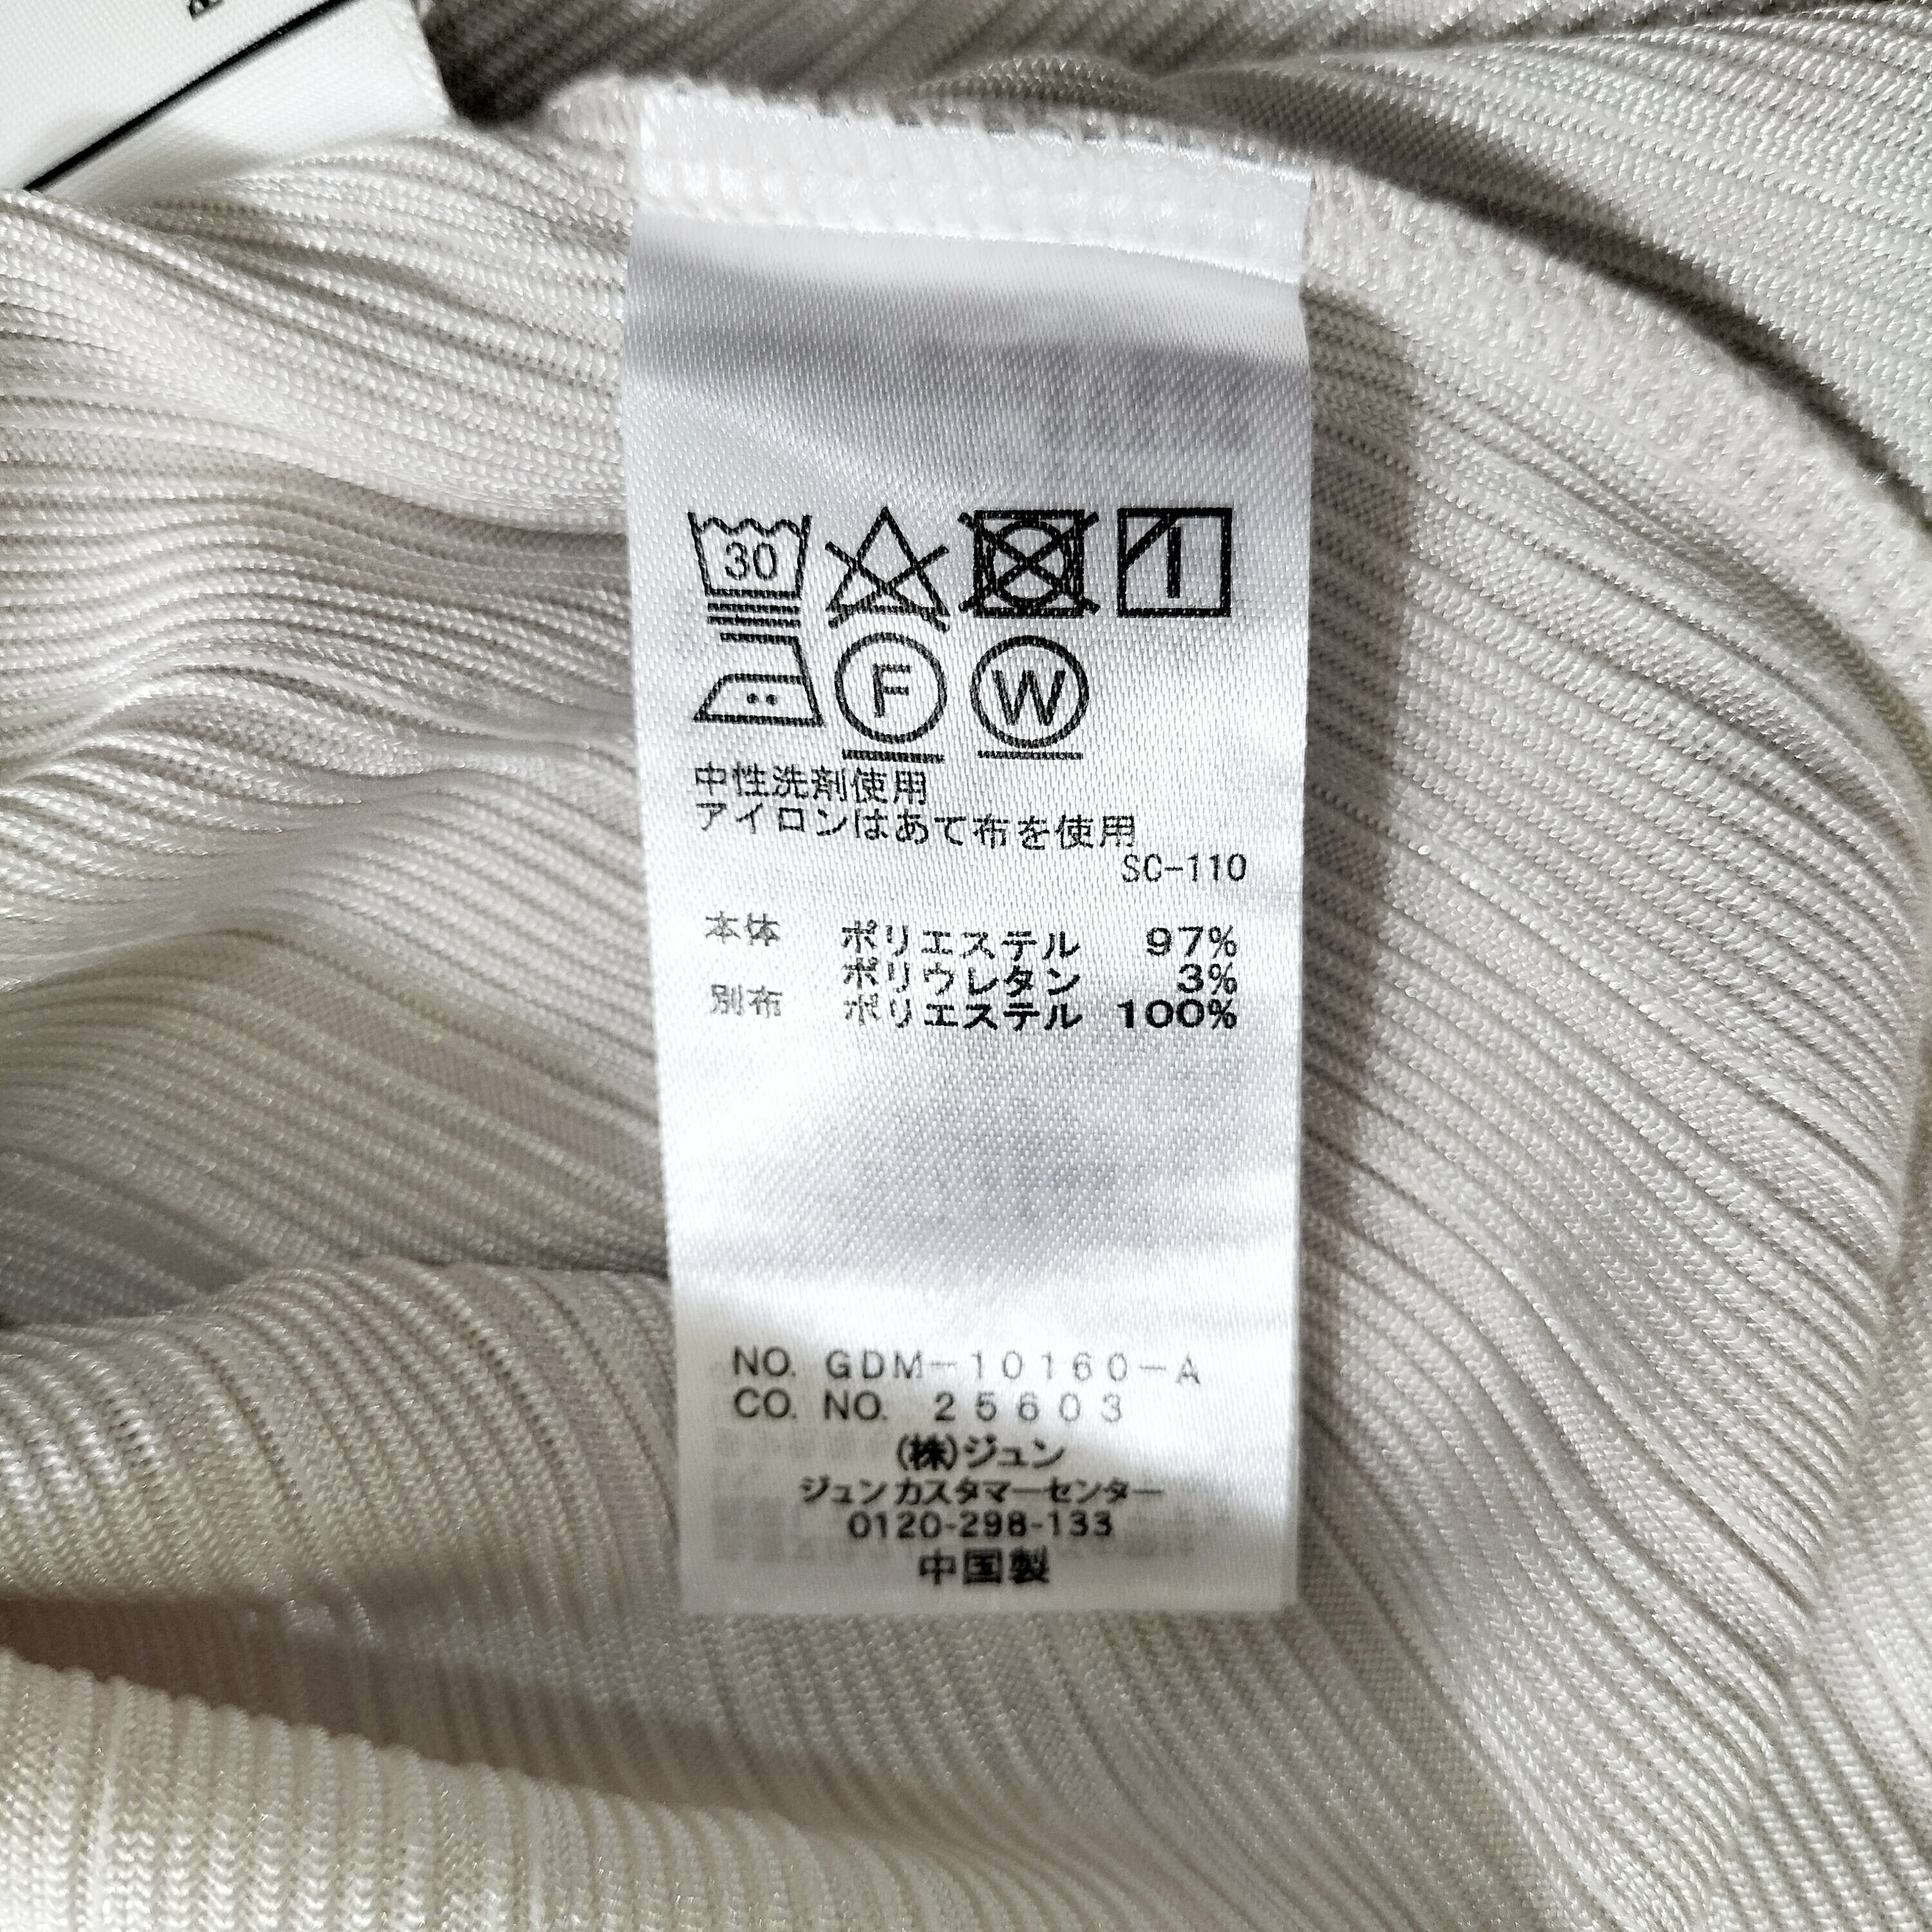 30
F W
中性洗剤使用
アイロンはあて布を使用
SC-110
本体 ポリエステル 97%
ポリウレタン 3%
別布 ポリエステル 100%
NO. GDM-10160-A
CO. NO. 25603
(株)ジュン
ジュンカスタマーセンター
0120-298-133
中国製